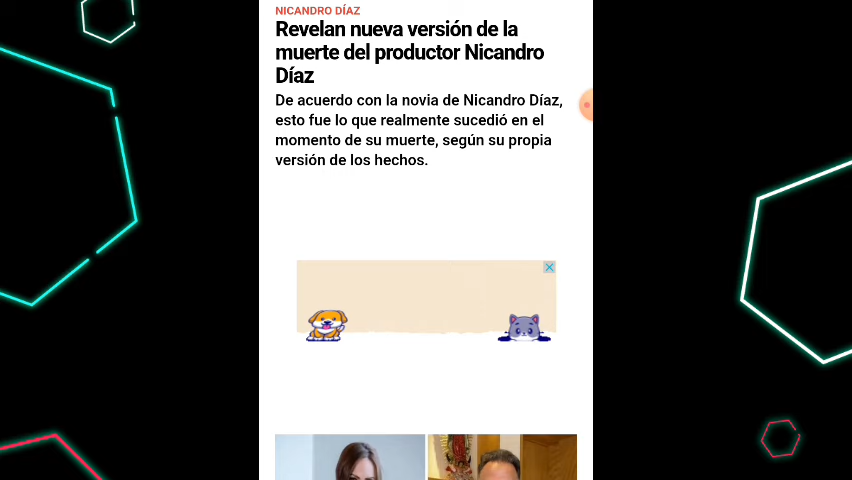 NICANDRO DÍAZ
Revelan nueva versión de la
muerte del productor Nicandro
Díaz
De acuerdo con la novia de Nicandro Díaz,
esto fue lo que realmente sucedió en el
momento de su muerte, según su propia
versión de los hechos.